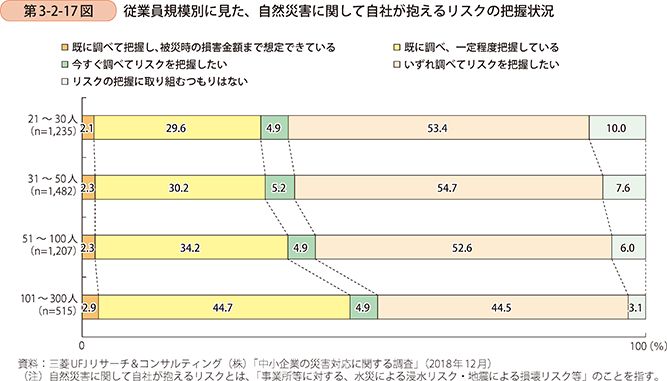 第3-2-17図 従業員規模別に見た、自然災害に関して自社が抱えるリスクの把握状況
既に調べて把握し、被災時の損害金額まで想定できている 既に調べ、一定程度把握している
今すぐ調べてリスクを把握したい いずれ調べてリスクを把握したい
リスクの把握に取り組むつもりはない
21～30人
(n=1,235)
2.1 29.6 4.9 53.4 10.0
31～50人
(n=1,482)
2.3 30.2 5.2 54.7 7.6
51～100人
(n=1,207)
2.3 34.2 4.9 52.6 6.0
101～300人
(n=515)
2.9 44.7 4.9 44.5 3.1
0 100 (%)
資料：三菱UFJリサーチ&コンサルティング（株）「中小企業の災害対応に関する調査」（2018年12月）
（注）自然災害に関して自社が抱えるリスクとは、「事業所等に対する、水災による浸水リスク・地震による損壊リスク等」のことを指す。